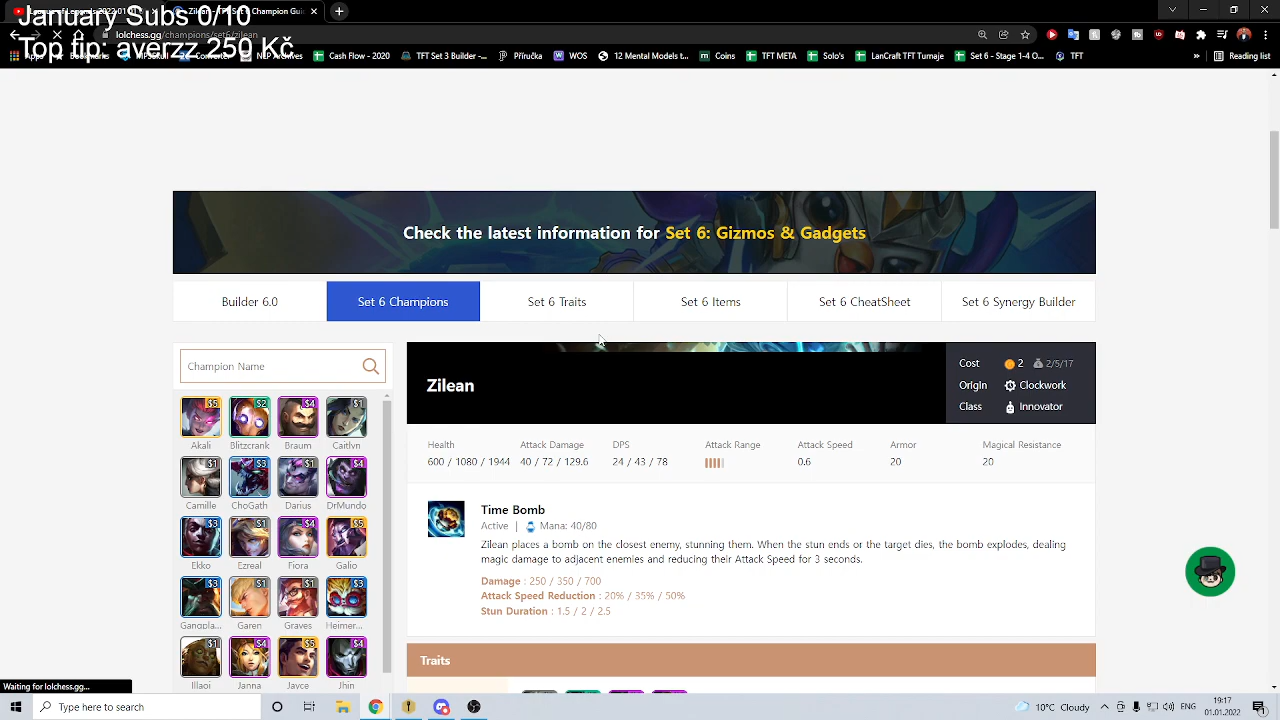 January Subs 0/10
Top tip: averzz 250 Kč
lolchess.gg/champions/set6/zilean
Apps
Bookmarks
Converter
NLP Archives
Cash Flow - 2020
TFT Set 3 Builder -...
Příručka
WOS
12 Mental Models t...
Coins
TFT META
Solo's
LanCraft TFT Turnaje
Set 6 - Stage 1-4 O...
TFT
»
Reading list
Check the latest information for Set 6: Gizmos & Gadgets
Builder 6.0
Set 6 Champions
Set 6 Traits
Set 6 Items
Set 6 CheatSheet
Set 6 Synergy Builder
Champion Name
$5 $2 $4 $1
Akali Blitzcrank Braum Caitlyn
$1 $3 $1 $4
Camille ChoGath Darius DrMundo
$3 $1 $4 $5
Ekko Ezreal Fiora Galio
$3 $1 $1 $3
Gangpla... Garen Graves Heimer...
$1 $4 $5 $4
Illaoi Janna Jayce Jhin
Zilean
Cost 2 2/5/17
Origin Clockwork
Class Innovator
Health Attack Damage DPS Attack Range Attack Speed Armor Magical Resistance
600 / 1080 / 1944 40 / 72 / 129.6 24 / 43 / 78 0.6 20 20
Time Bomb
Active | Mana: 40/80
Zilean places a bomb on the closest enemy, stunning them. When the stun ends or the target dies, the bomb explodes, dealing
magic damage to adjacent enemies and reducing their Attack Speed for 3 seconds.
Damage : 250 / 350 / 700
Attack Speed Reduction : 20% / 35% / 50%
Stun Duration : 1.5 / 2 / 2.5
Traits
Waiting for lolchess.gg...
Type here to search
10°C Cloudy
ENG
09:17
01.01.2022